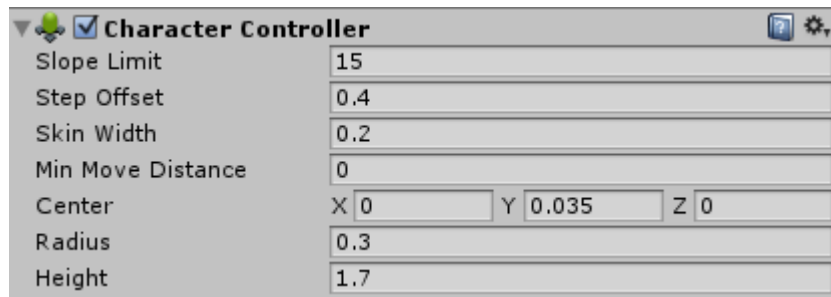 Character Controller
Slope Limit 15
Step Offset 0.4
Skin Width 0.2
Min Move Distance 0
Center X 0 Y 0.035 Z 0
Radius 0.3
Height 1.7